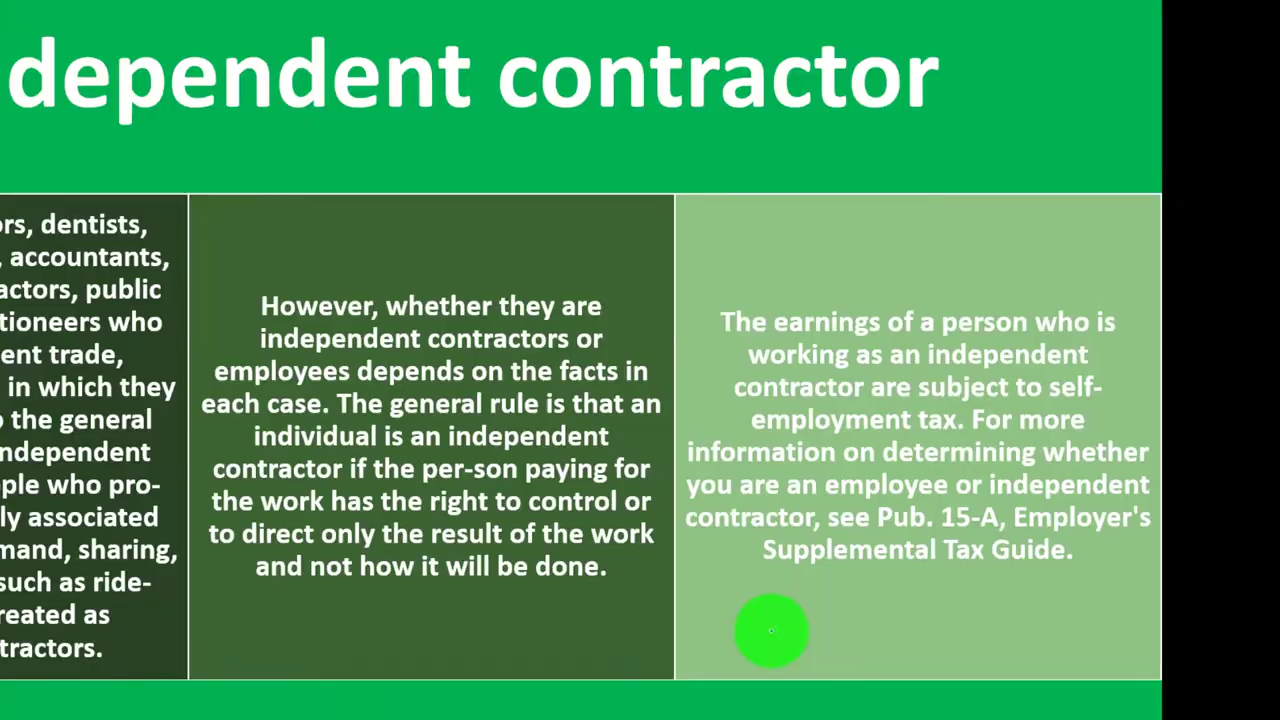 dependent contractor
ors, dentists,
, accountants,
actors, public
tioneers who
ent trade,
in which they
o the general
ndependent
ple who pro-
ly associated
mand, sharing,
such as ride-
reated as
tractors.
However, whether they are
independent contractors or
employees depends on the facts in
each case. The general rule is that an
individual is an independent
contractor if the per-son paying for
the work has the right to control or
to direct only the result of the work
and not how it will be done.
The earnings of a person who is
working as an independent
contractor are subject to self-
employment tax. For more
information on determining whether
you are an employee or independent
contractor, see Pub. 15-A, Employer's
Supplemental Tax Guide.